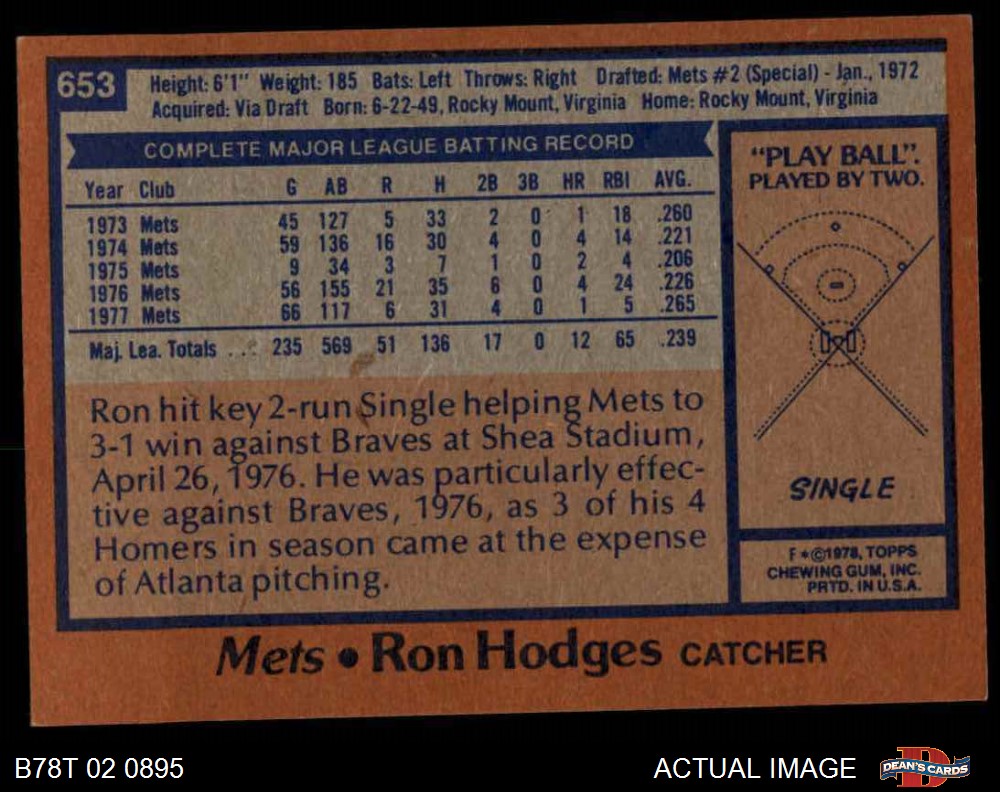 653
Height: 6'1" Weight: 185 Bats: Left Throws: Right Drafted: Mets #2 (Special) - Jan., 1972
Acquired: Via Draft Born: 6-22-49, Rocky Mount, Virginia Home: Rocky Mount, Virginia
COMPLETE MAJOR LEAGUE BATTING RECORD
Year Club G AB R H 2B 3B HR RBI AVG.
1973 Mets 45 127 5 33 2 0 1 18 .260
1974 Mets 59 136 16 30 4 0 4 14 .221
1975 Mets 9 34 3 7 1 0 2 4 .206
1976 Mets 56 155 21 35 6 0 4 24 .226
1977 Mets 66 117 6 31 4 0 1 5 .265
Maj. Lea. Totals ... 235 569 51 136 17 0 12 65 .239
Ron hit key 2-run Single helping Mets to
3-1 win against Braves at Shea Stadium,
April 26, 1976. He was particularly effec-
tive against Braves, 1976, as 3 of his 4
Homers in season came at the expense
of Atlanta pitching.
"PLAY BALL".
PLAYED BY TWO.
SINGLE
F*©1978, TOPPS
CHEWING GUM, INC.
PRTD. IN U.S.A.
Mets • Ron Hodges CATCHER
B78T 02 0895
ACTUAL IMAGE
D
DEAN'S CARDS